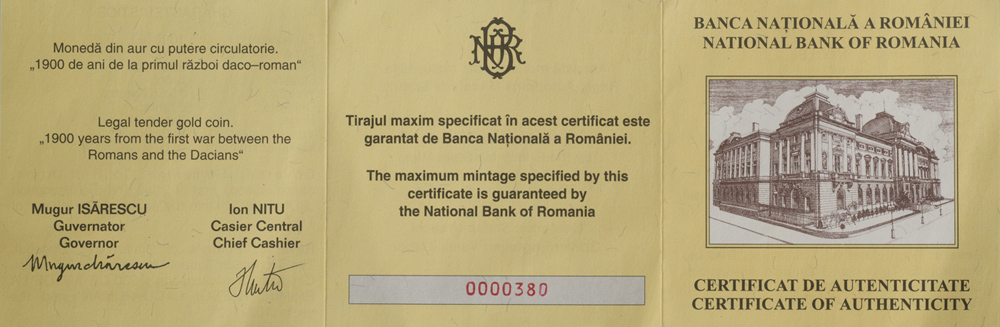 Monedă din aur cu putere circulatorie.
„1900 de ani de la primul război daco–roman“
Legal tender gold coin.
„1900 years from the first war between the
Romans and the Dacians“
Mugur ISĂRESCU
Guvernator
Governor
Ion NITU
Casier Central
Chief Cashier
Tirajul maxim specificat în acest certificat este
garantat de Banca Națională a României.
The maximum mintage specified by this
certificate is guaranteed by
the National Bank of Romania
0000380
BANCA NAȚIONALĂ A ROMÂNIEI
NATIONAL BANK OF ROMANIA
CERTIFICAT DE AUTENTICITATE
CERTIFICATE OF AUTHENTICITY